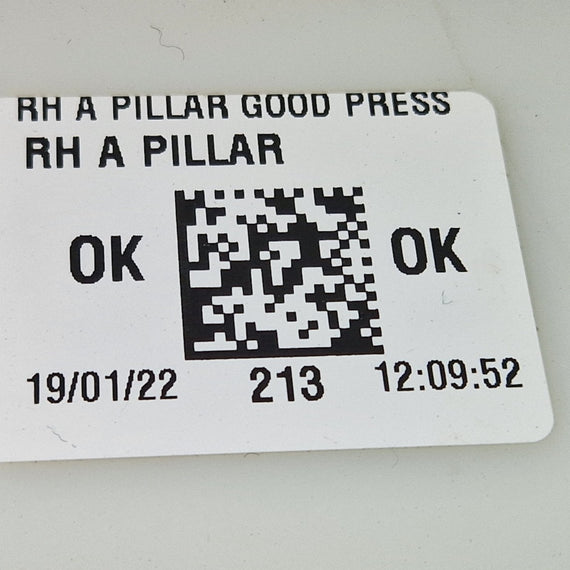 RH A PILLAR GOOD PRESS
RH A PILLAR
OK OK
19/01/22 213 12:09:52